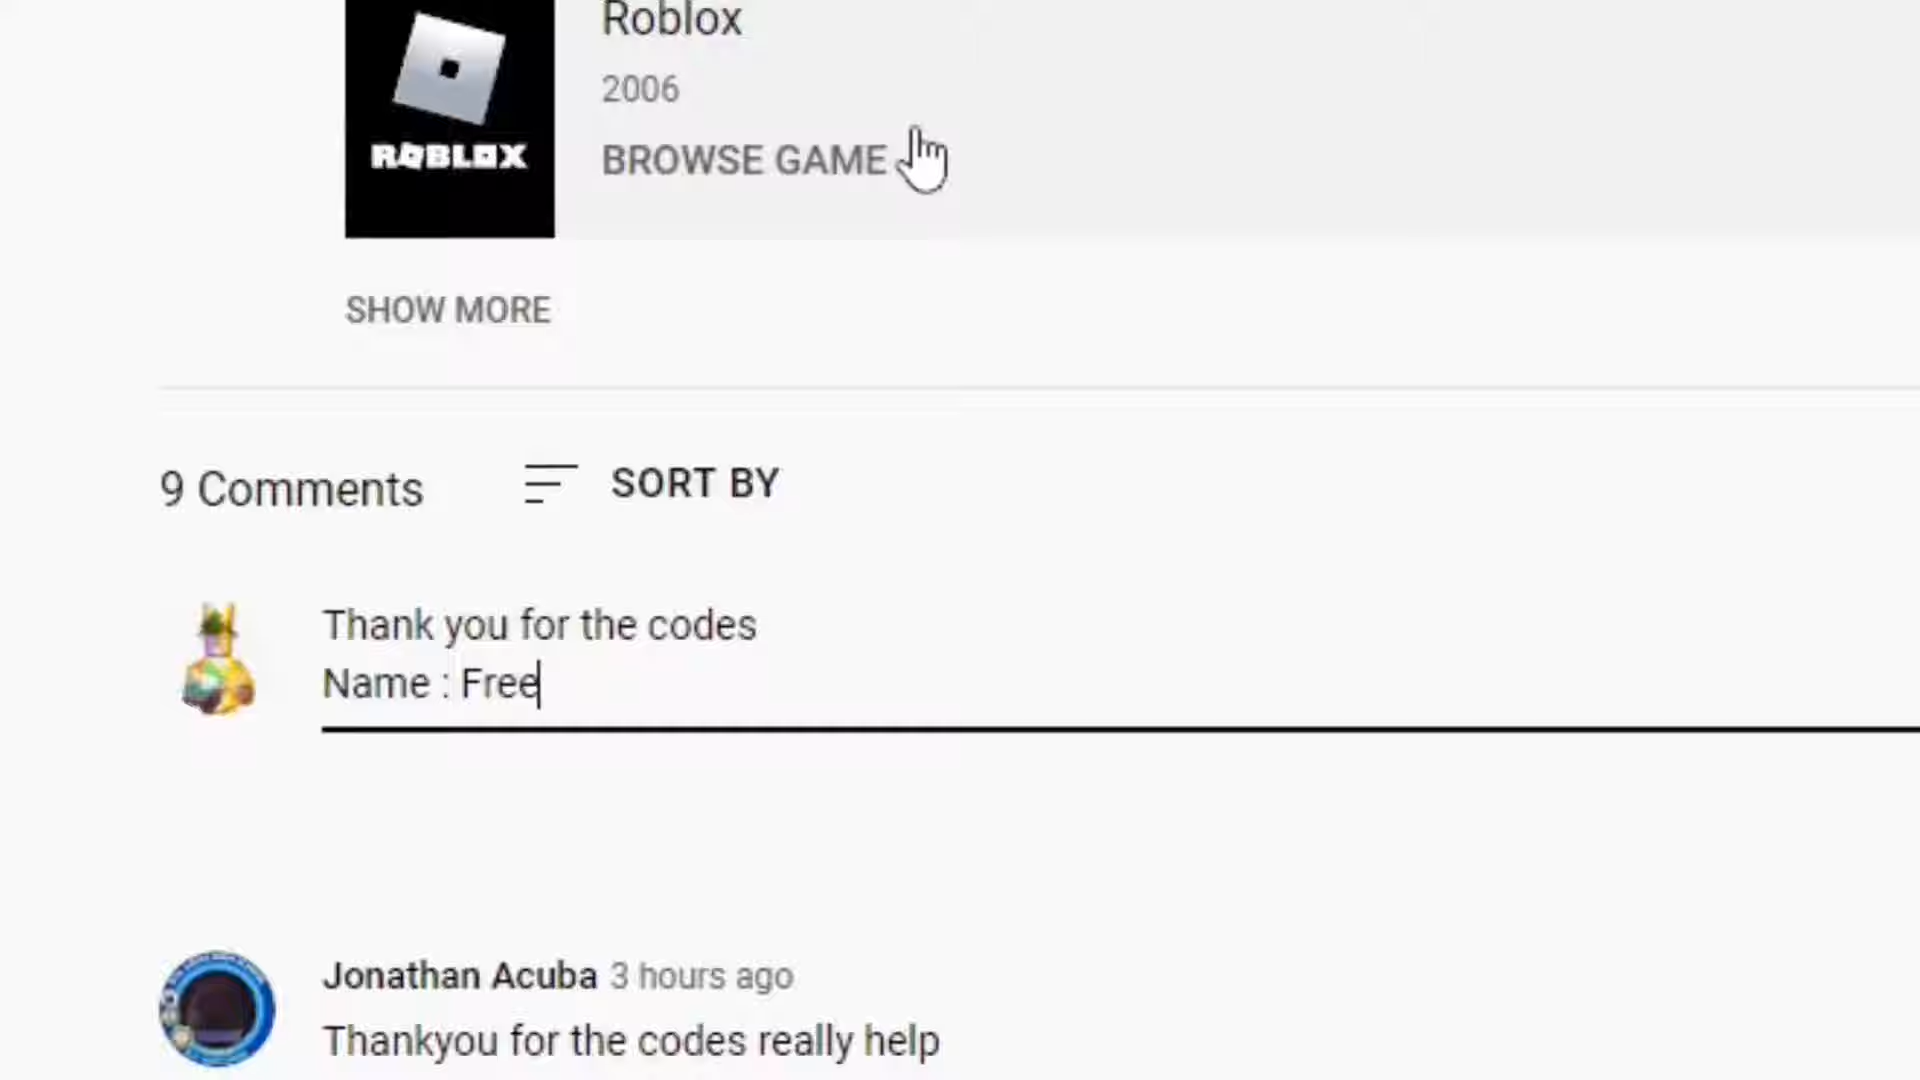 Roblox
2006
BROWSE GAME
ROBLOX
SHOW MORE
9 Comments
SORT BY
Thank you for the codes
Name : Free
Jonathan Acuba 3 hours ago
Thankyou for the codes really help